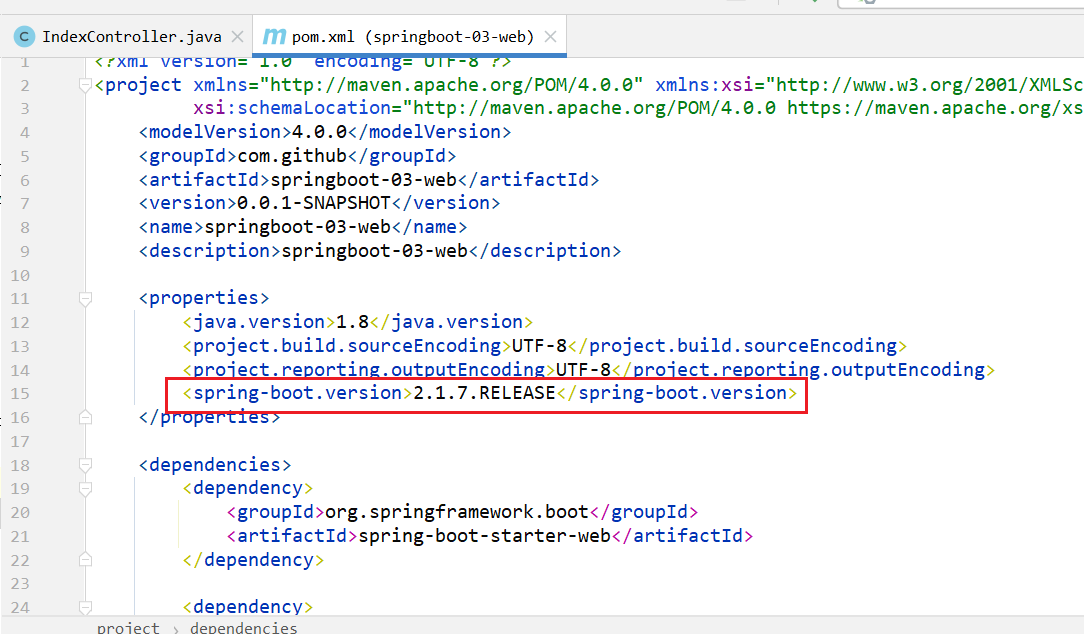 C IndexController.java × m pom.xml (springboot-03-web) ×
1 <?xml version="1.0" encoding="UTF-8"?>
2 <project xmlns="http://maven.apache.org/POM/4.0.0" xmlns:xsi="http://www.w3.org/2001/XMLSc
3 xsi:schemaLocation="http://maven.apache.org/POM/4.0.0 https://maven.apache.org/xs
4 <modelVersion>4.0.0</modelVersion>
5 <groupId>com.github</groupId>
6 <artifactId>springboot-03-web</artifactId>
7 <version>0.0.1-SNAPSHOT</version>
8 <name>springboot-03-web</name>
9 <description>springboot-03-web</description>
10
11 <properties>
12 <java.version>1.8</java.version>
13 <project.build.sourceEncoding>UTF-8</project.build.sourceEncoding>
14 <project.reporting.outputEncoding>UTF-8</project.reporting.outputEncoding>
15 <spring-boot.version>2.1.7.RELEASE</spring-boot.version>
16 </properties>
17
18 <dependencies>
19 <dependency>
20 <groupId>org.springframework.boot</groupId>
21 <artifactId>spring-boot-starter-web</artifactId>
22 </dependency>
23
24 <dependency>
project › dependencies